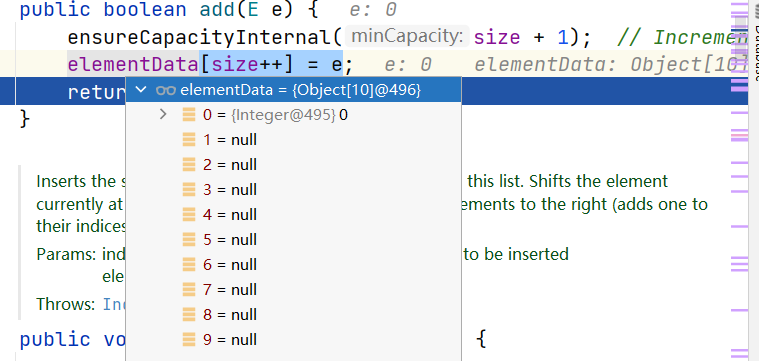 public boolean add(E e) { e: 0
ensureCapacityInternal( minCapacity: size + 1); // Increment
elementData[size++] = e; e: 0 elementData: Object[10]
retur
elementData = {Object[10]@496}
0 = {Integer@495} 0
1 = null
2 = null
3 = null
4 = null
5 = null
6 = null
7 = null
8 = null
9 = null
}
Inserts the s this list. Shifts the element
currently at ements to the right (adds one to
their indices
Params: ind to be inserted
ele
Throws: In
public vo {
Database